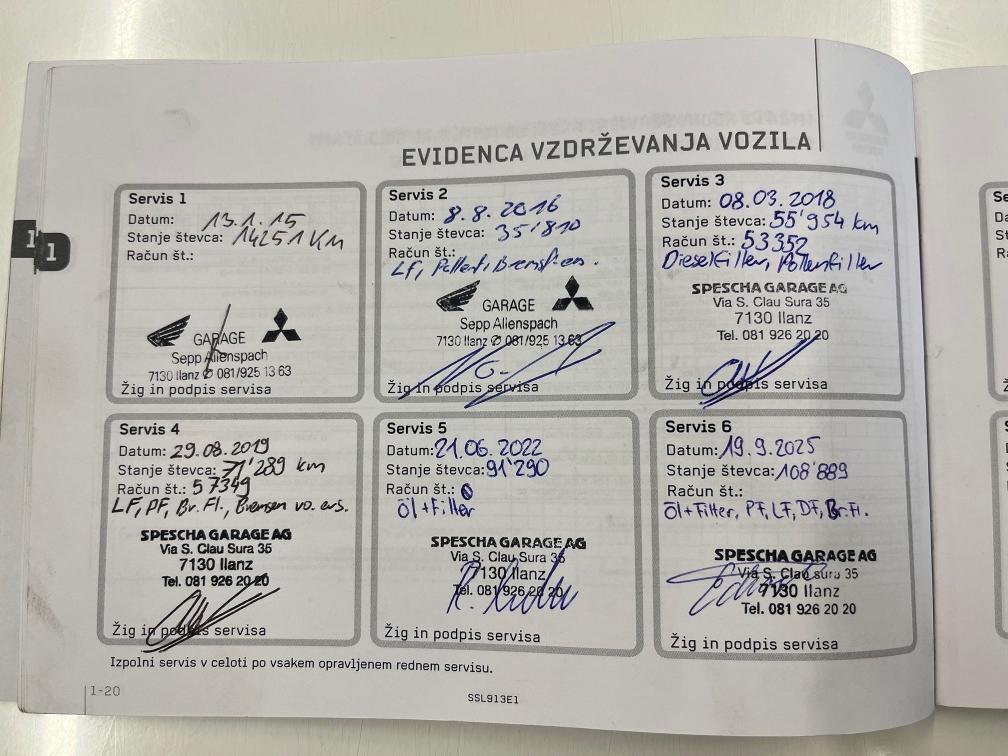 EVIDENCA VZDRŽEVANJA VOZILA
1
1
Servis 1
Datum: 13.1.15
Stanje števca: 14251 KM
Račun št.:
GARAGE
Sepp Alienspach
7130 Ilanz ✆ 081/925 13 63
Žig in podpis servisa
Servis 2
Datum: 8.8.2016
Stanje števca: 35'810
Račun št.:
LF,
GARAGE
Sepp Alienspach
7130 Ilanz ✆ 081/925 13 63
Žig in podpis servisa
Servis 3
Datum: 08.03.2018
Stanje števca: 55'954 km
Račun št.: 53352
Dieselfilter, Pollenfilter
SPESCHA GARAGE AG
Via S. Clau Sura 35
7130 Ilanz
Tel. 081 926 20 20
Žig in podpis servisa
Servis 4
Datum: 29.08.2019
Stanje števca: 71'289 km
Račun št.: 57349
LF, PF, Br.Fl., Bremsen vo. ers.
SPESCHA GARAGE AG
Via S. Clau Sura 35
7130 Ilanz
Tel. 081 926 20 20
Žig in podpis servisa
Servis 5
Datum: 21.06.2022
Stanje števca: 91'290
Račun št.:
Öl + Filter
SPESCHA GARAGE AG
Via S. Clau Sura 35
7130 Ilanz
Tel. 081 926 20 20
Žig in podpis servisa
Servis 6
Datum: 19.9.2025
Stanje števca: 108'889
Račun št.:
Öl + Filter, PF, LF, DF, Br.Fl.
SPESCHA GARAGE AG
Via S. Clau Sura 35
7130 Ilanz
Tel. 081 926 20 20
Žig in podpis servisa
Izpolni servis v celoti po vsakem opravljenem rednem servisu.
1-20
SSL913E1